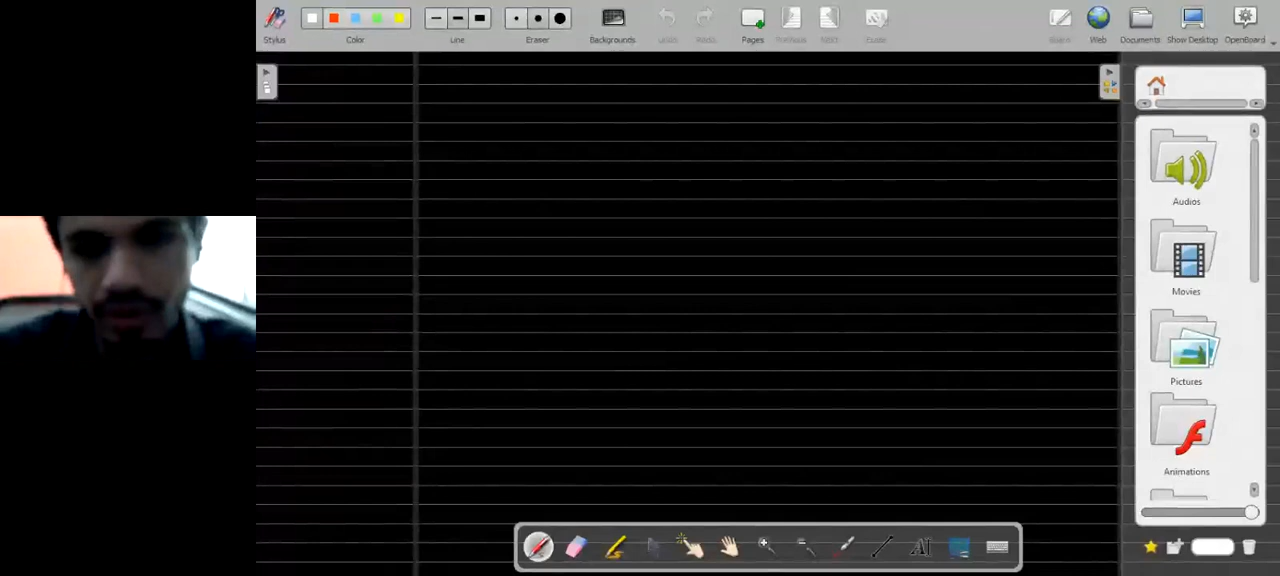 Stylus Color Line Eraser Backgrounds Undo Redo Pages Previous Next Erase Board Web Documents Show Desktop OpenBoard
Audios
Movies
Pictures
Animations